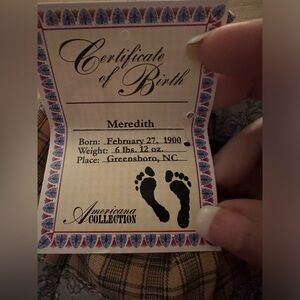 Certificate
of Birth
Meredith
Born: February 27, 1900
Weight: 6 lbs. 12 oz.
Place: Greensboro, NC
Americana
COLLECTION